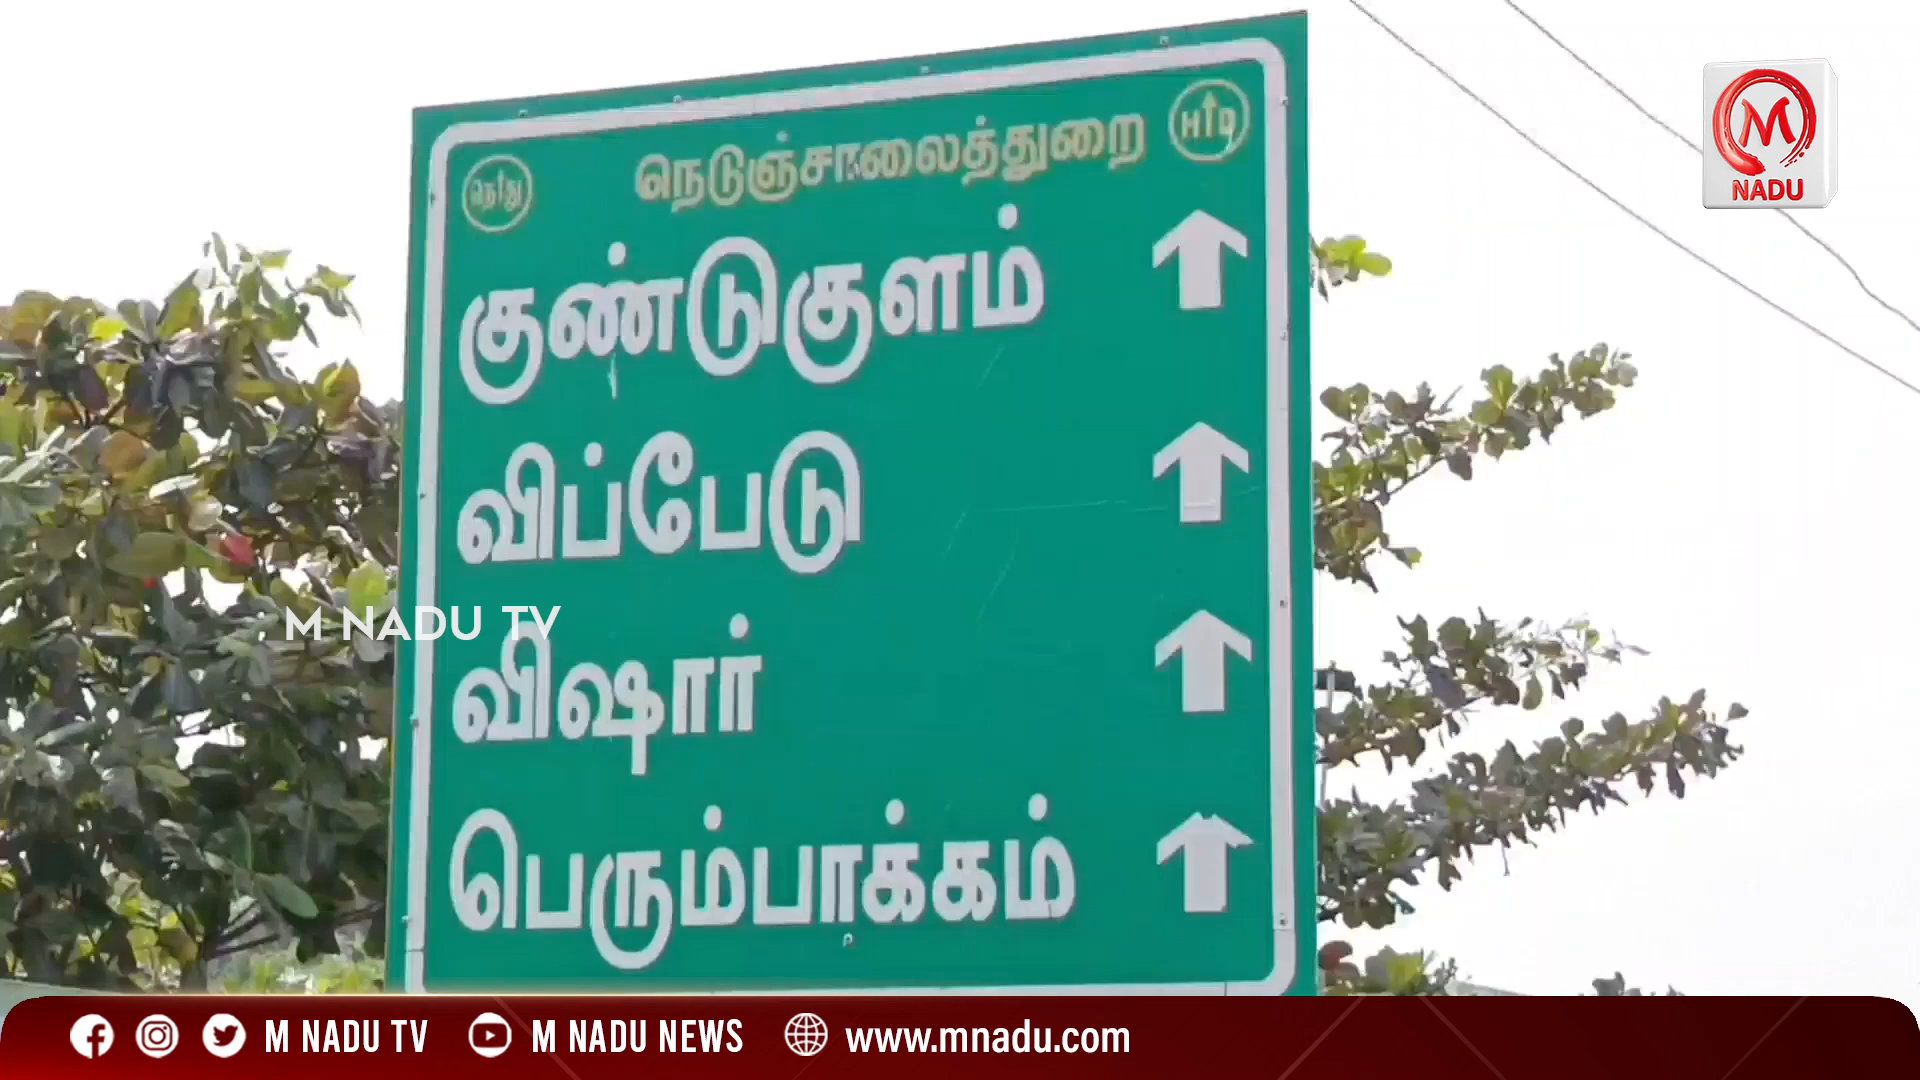 நெடுஞ்சாலைத்துறை
குண்டுகுளம்
விப்பேடு
விஷார்
பெரும்பாக்கம்
M
NADU
M NADU TV
M NADU TV M NADU NEWS www.mnadu.com